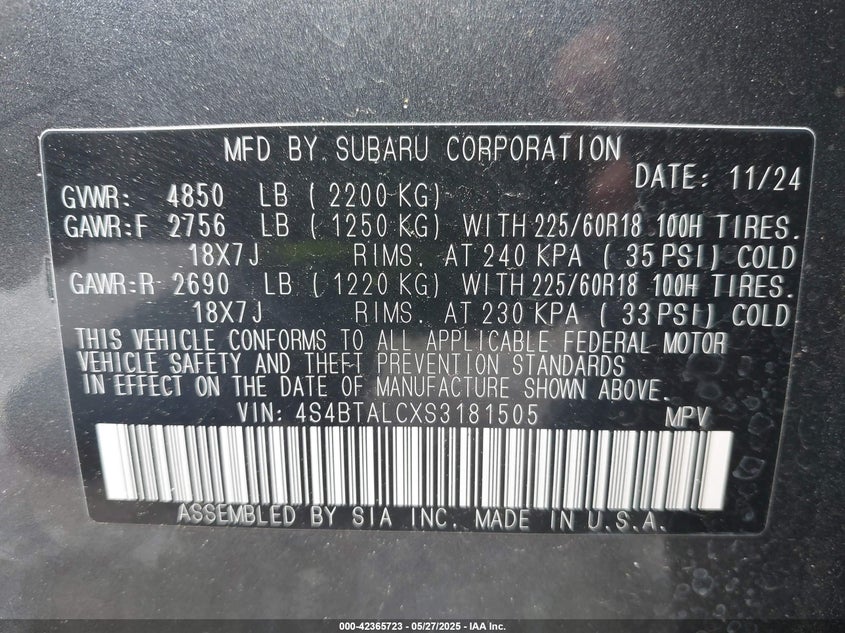 MFD BY SUBARU CORPORATION
DATE: 11/24
GVWR: 4850 LB ( 2200 KG)
GAWR:F 2756 LB ( 1250 KG) WITH 225/60R18 100H TIRES.
18X7J RIMS. AT 240 KPA ( 35 PSI) COLD
GAWR:R 2690 LB ( 1220 KG) WITH 225/60R18 100H TIRES.
18X7J RIMS. AT 230 KPA ( 33 PSI) COLD
THIS VEHICLE CONFORMS TO ALL APPLICABLE FEDERAL MOTOR
VEHICLE SAFETY AND THEFT PREVENTION STANDARDS
IN EFFECT ON THE DATE OF MANUFACTURE SHOWN ABOVE.
VIN: 4S4BTALCXS3181505 MPV
ASSEMBLED BY SIA INC. MADE IN U.S.A.
000-42365723 - 05/27/2025 - IAA Inc.